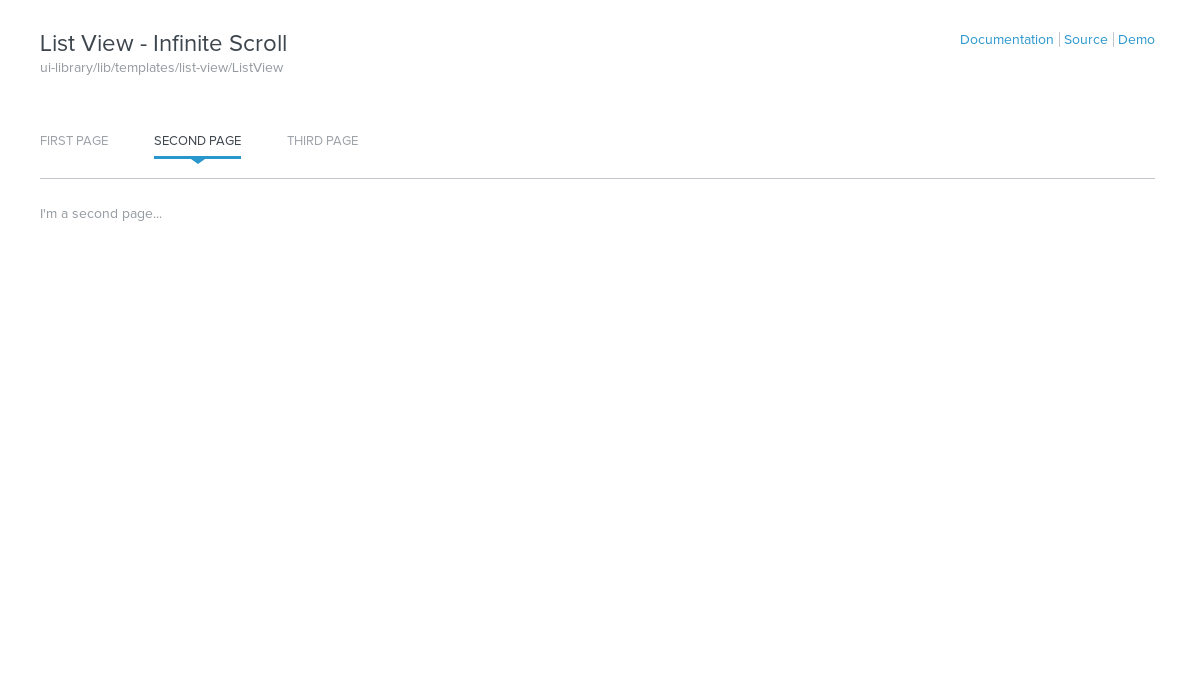 List View - Infinite Scroll
ui-library/lib/templates/list-view/ListView
Documentation
Source
Demo
FIRST PAGE
SECOND PAGE
THIRD PAGE
I'm a second page...